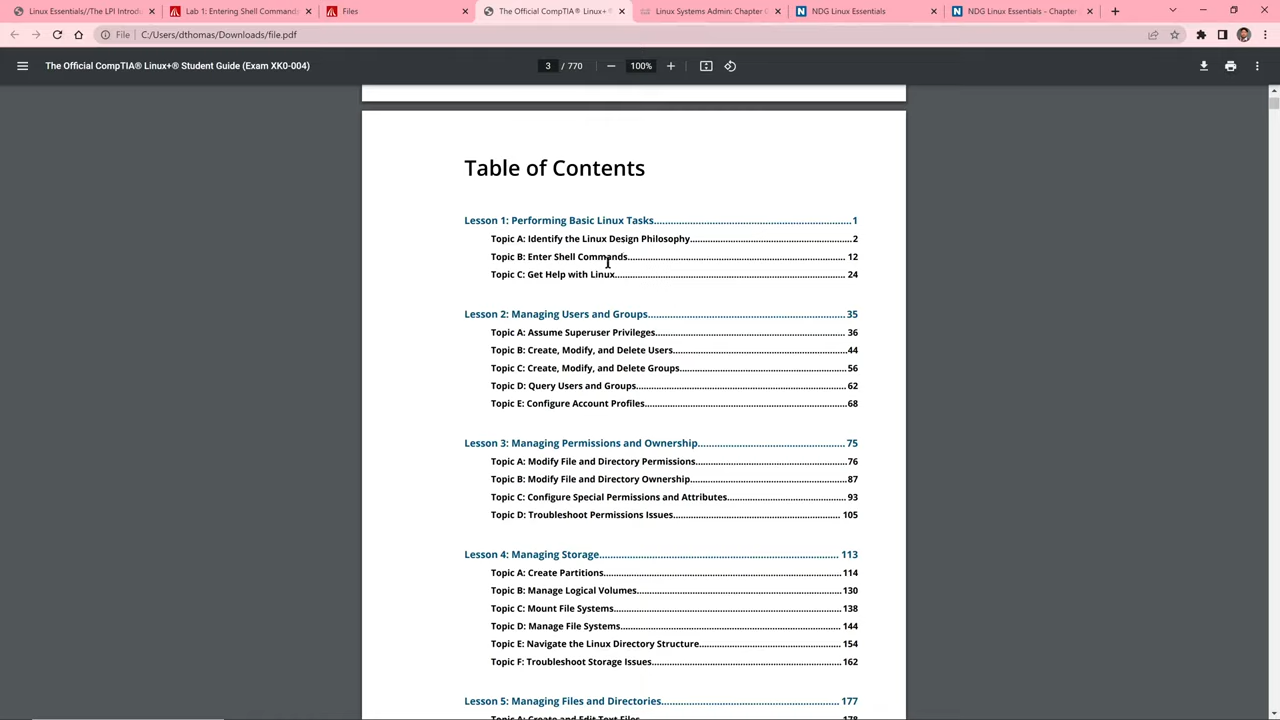 Linux Essentials/The LPI Introdu
Lab 1: Entering Shell Command
Files
The Official CompTIA® Linux+®
Linux Systems Admin: Chapter
NDG Linux Essentials
NDG Linux Essentials - Chapter
File | C:/Users/dthomas/Downloads/file.pdf
The Official CompTIA® Linux+® Student Guide (Exam XK0-004)
3 / 770
100%
Table of Contents
Lesson 1: Performing Basic Linux Tasks 1
Topic A: Identify the Linux Design Philosophy 2
Topic B: Enter Shell Commands 12
Topic C: Get Help with Linux 24
Lesson 2: Managing Users and Groups 35
Topic A: Assume Superuser Privileges 36
Topic B: Create, Modify, and Delete Users 44
Topic C: Create, Modify, and Delete Groups 56
Topic D: Query Users and Groups 62
Topic E: Configure Account Profiles 68
Lesson 3: Managing Permissions and Ownership 75
Topic A: Modify File and Directory Permissions 76
Topic B: Modify File and Directory Ownership 87
Topic C: Configure Special Permissions and Attributes 93
Topic D: Troubleshoot Permissions Issues 105
Lesson 4: Managing Storage 113
Topic A: Create Partitions 114
Topic B: Manage Logical Volumes 130
Topic C: Mount File Systems 138
Topic D: Manage File Systems 144
Topic E: Navigate the Linux Directory Structure 154
Topic F: Troubleshoot Storage Issues 162
Lesson 5: Managing Files and Directories 177
Topic A: Create and Edit Text Files 178